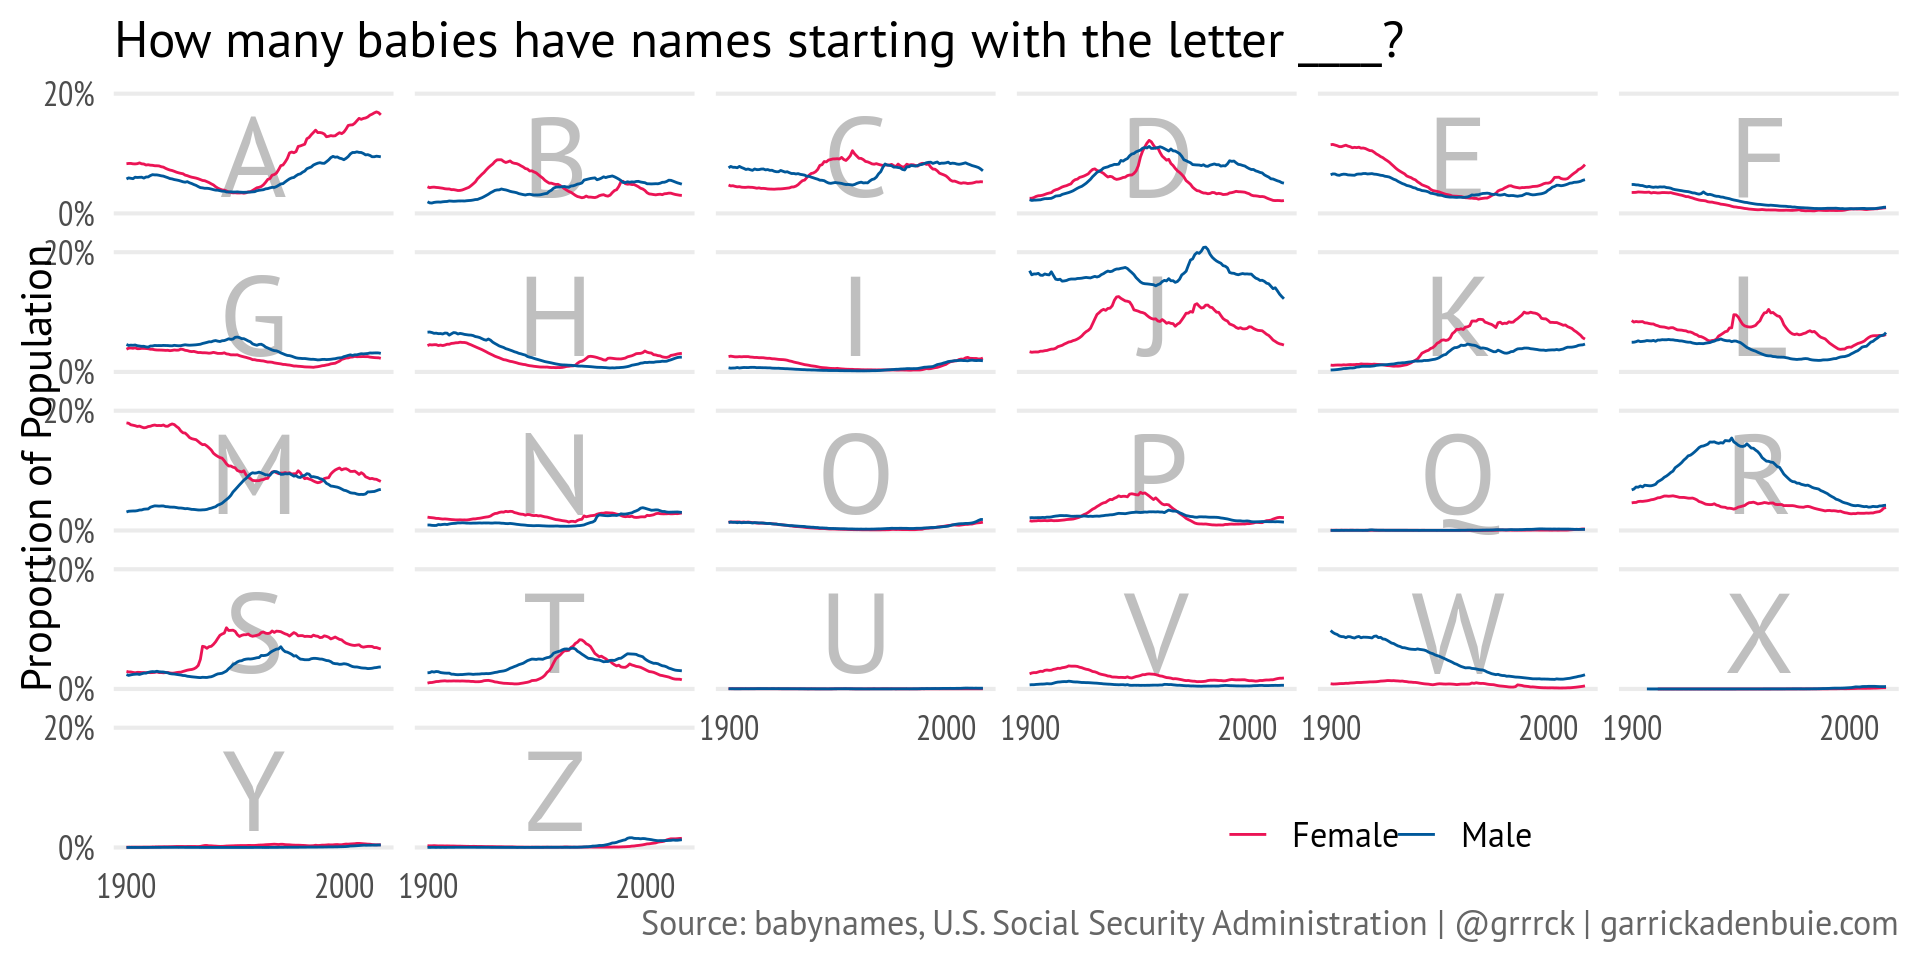 How many babies have names starting with the letter ____?
Proportion of Population
20%
0%
A B C D E F
20%
0%
G H I J K L
20%
0%
M N O P Q R
20%
0%
S T U V W X
1900 2000 1900 2000 1900 2000 1900 2000
20%
0%
Y Z
1900 2000 1900 2000
Female Male
Source: babynames, U.S. Social Security Administration | @grrrck | garrickadenbuie.com